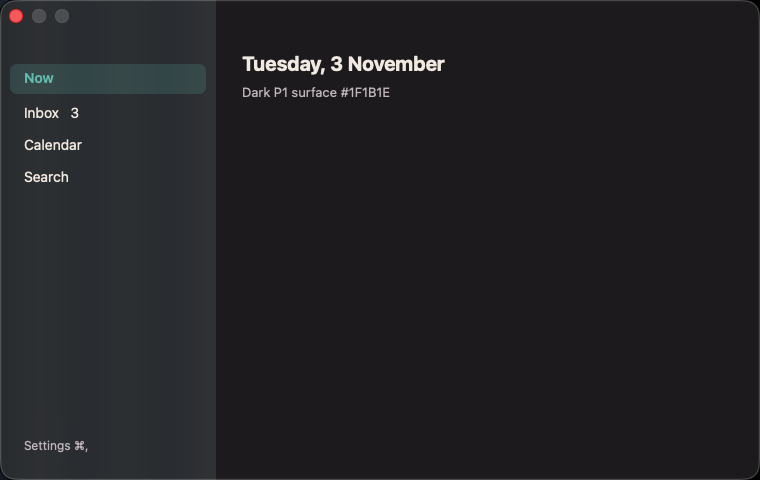 Now
Inbox 3
Calendar
Search
Settings ⌘,
Tuesday, 3 November
Dark P1 surface #1F1B1E